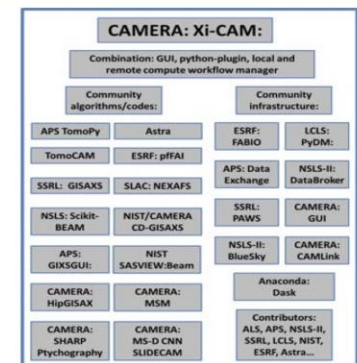 CAMERA: Xi-CAM:
Combination: GUI, python-plugin, local and
remote compute workflow manager
Community
algorithms/codes:
APS TomoPy
Astra
TomoCAM
ESRF: pfFAI
SSRL: GISAXS
SLAC: NEXAFS
NSLS: Scikit-
BEAM
NIST/CAMERA
CD-GISAXS
APS:
GIXSGUI:
NIST
SASVIEW:Beam
CAMERA:
HipGISAX
CAMERA:
MSM
CAMERA:
SHARP
Ptychography
CAMERA:
MS-D CNN
SLIDECAM
Community
infrastructure:
ESRF:
FABIO
LCLS:
PyDM:
APS: Data
Exchange
NSLS-II:
DataBroker
SSRL:
PAWS
CAMERA:
GUI
NSLS-II:
BlueSky
CAMERA:
CAMLink
Anaconda:
Dask
Contributors:
ALS, APS, NSLS-II,
SSRL, LCLS, NIST,
ESRF, Astra...